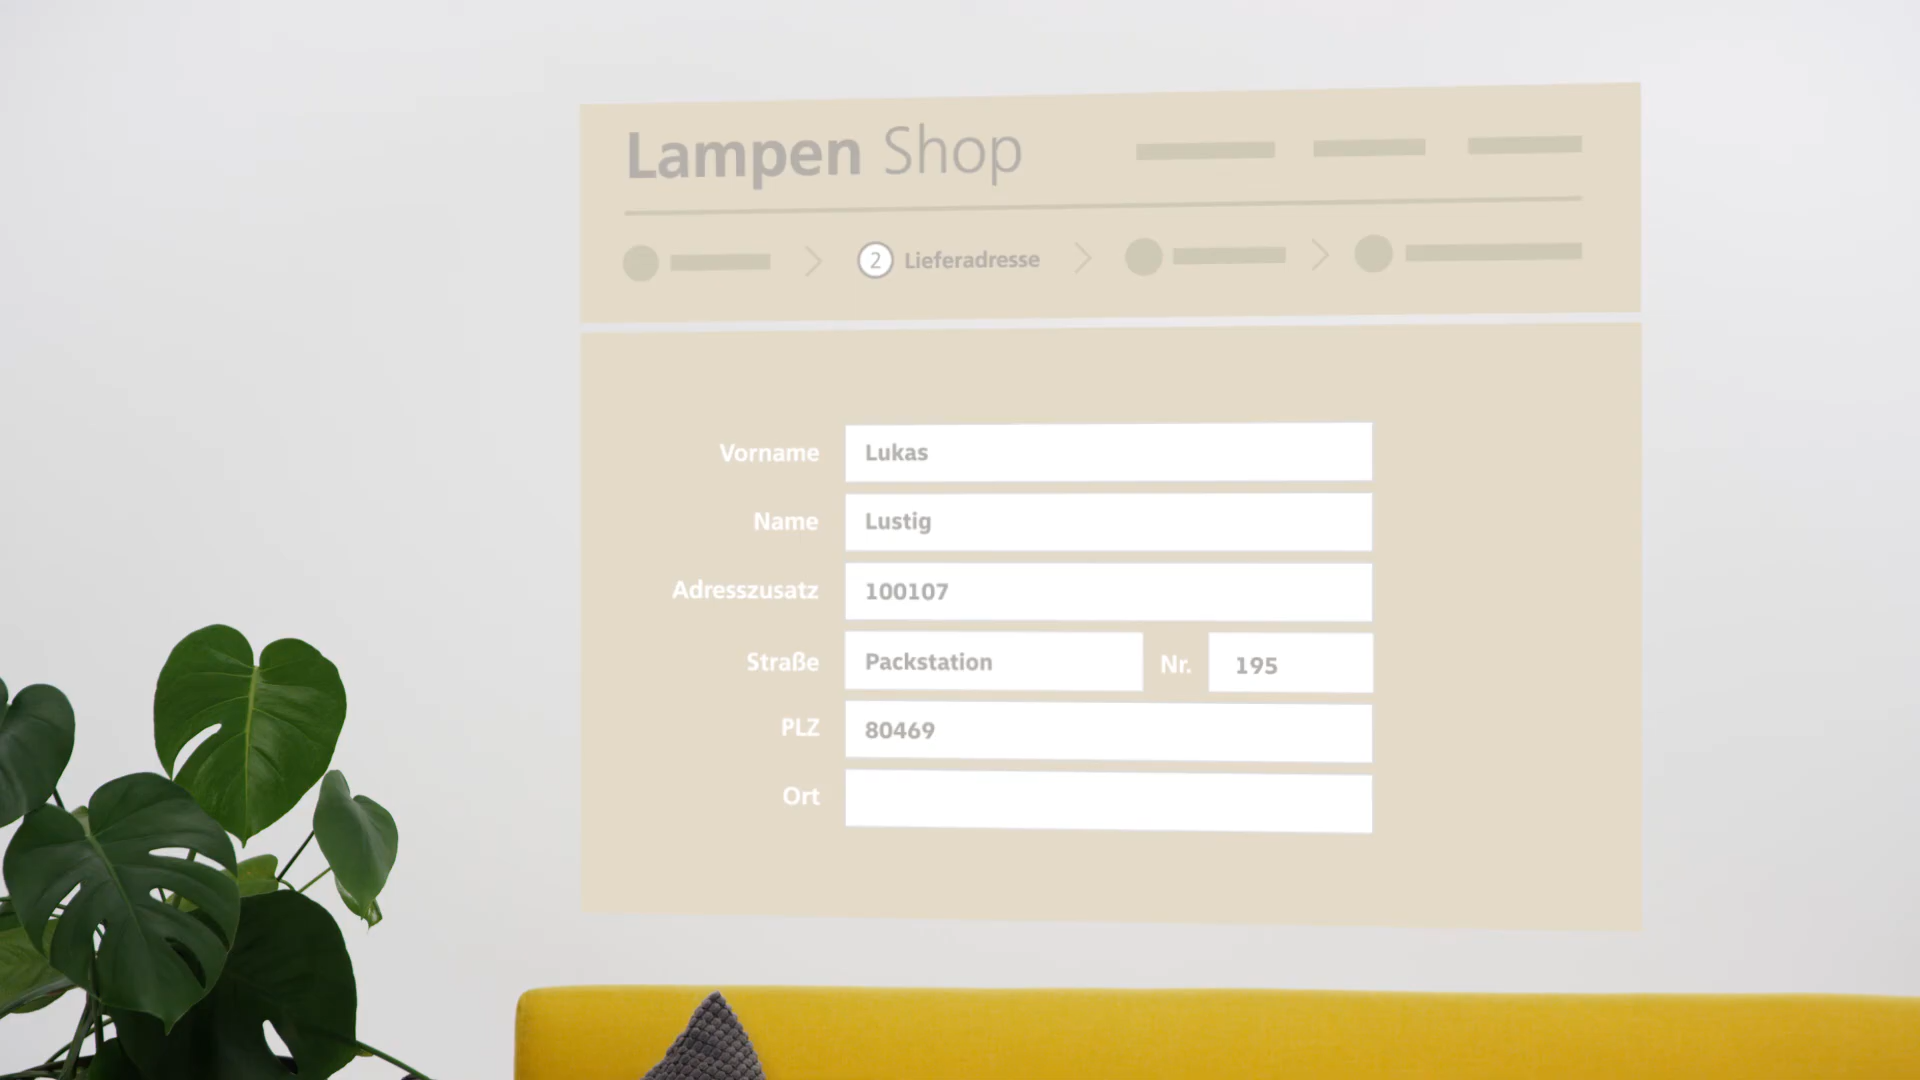 Lampen Shop
2 Lieferadresse
Vorname Lukas
Name Lustig
Adresszusatz 100107
Straße Packstation Nr. 195
PLZ 80469
Ort